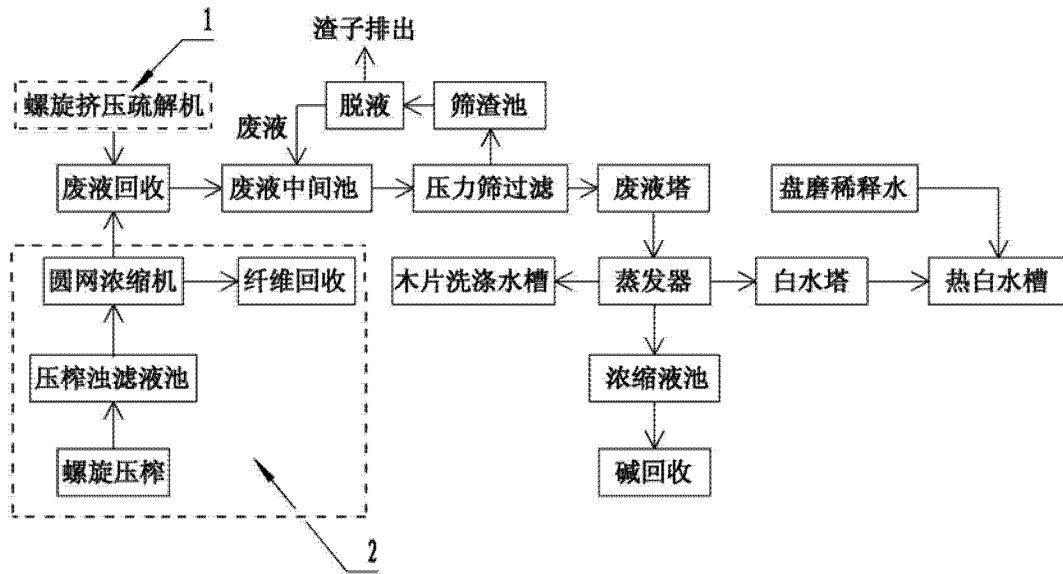 1
渣子排出
螺旋挤压疏解机
脱液
筛渣池
废液
废液回收
废液中间池
压力筛过滤
废液塔
盘磨稀释水
圆网浓缩机
纤维回收
木片洗涤水槽
蒸发器
白水塔
热白水槽
压榨浊滤液池
浓缩液池
螺旋压榨
碱回收
2